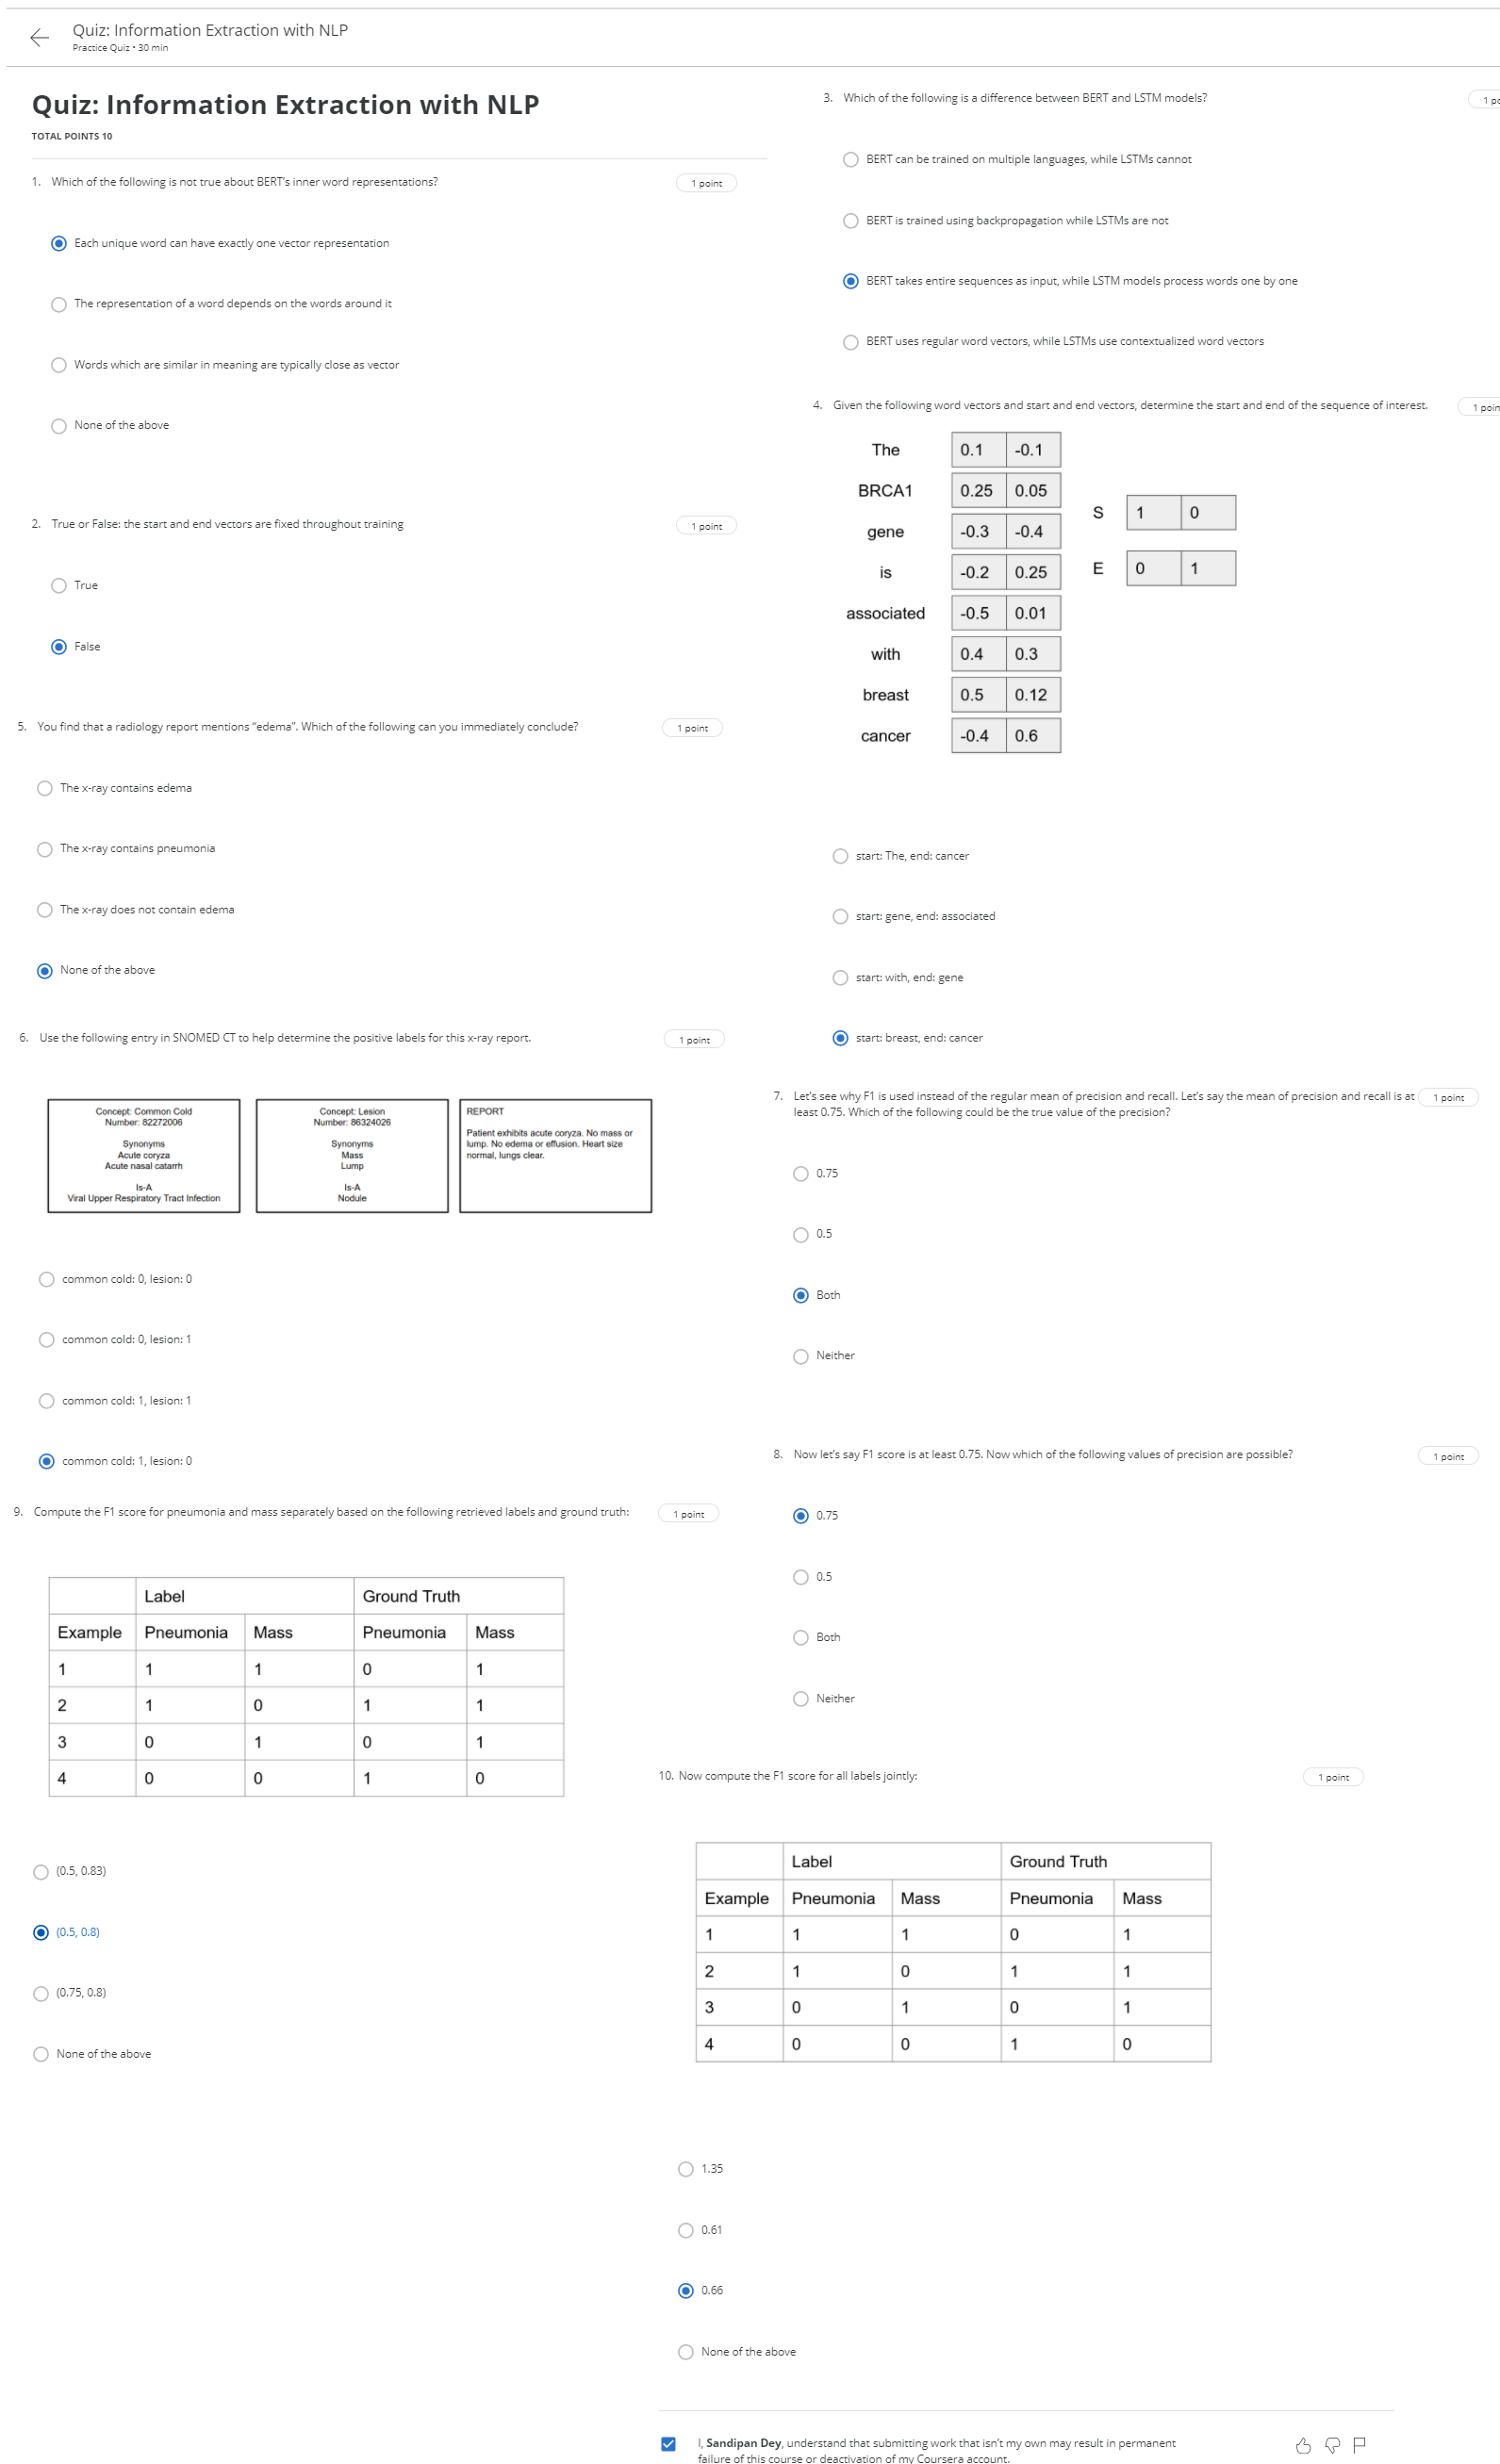 Quiz: Information Extraction with NLP
Practice Quiz • 30 min
Quiz: Information Extraction with NLP
TOTAL POINTS 10
1. Which of the following is not true about BERT's inner word representations?
1 point
Each unique word can have exactly one vector representation
The representation of a word depends on the words around it
Words which are similar in meaning are typically close as vector
None of the above
2. True or False: the start and end vectors are fixed throughout training
1 point
True
False
3. Which of the following is a difference between BERT and LSTM models?
1 po
BERT can be trained on multiple languages, while LSTMs cannot
BERT is trained using backpropagation while LSTMs are not
BERT takes entire sequences as input, while LSTM models process words one by one
BERT uses regular word vectors, while LSTMs use contextualized word vectors
4. Given the following word vectors and start and end vectors, determine the start and end of the sequence of interest.
1 poin
The 0.1 -0.1
BRCA1 0.25 0.05
gene -0.3 -0.4
is -0.2 0.25
associated -0.5 0.01
with 0.4 0.3
breast 0.5 0.12
cancer -0.4 0.6
S 1 0
E 0 1
start: The, end: cancer
start: gene, end: associated
start: with, end: gene
start: breast, end: cancer
5. You find that a radiology report mentions “edema”. Which of the following can you immediately conclude?
1 point
The x-ray contains edema
The x-ray contains pneumonia
The x-ray does not contain edema
None of the above
6. Use the following entry in SNOMED CT to help determine the positive labels for this x-ray report.
1 point
Concept: Common Cold
Number: 82272006
Synonyms
Acute coryza
Acute nasal catarrh
Is-A
Viral Upper Respiratory Tract Infection
Concept: Lesion
Number: 86324026
Synonyms
Mass
Lump
Is-A
Nodule
REPORT
Patient exhibits acute coryza. No mass or
lump. No edema or effusion. Heart size
normal, lungs clear.
common cold: 0, lesion: 0
common cold: 0, lesion: 1
common cold: 1, lesion: 1
common cold: 1, lesion: 0
7. Let's see why F1 is used instead of the regular mean of precision and recall. Let's say the mean of precision and recall is at
least 0.75. Which of the following could be the true value of the precision?
1 point
0.75
0.5
Both
Neither
8. Now let's say F1 score is at least 0.75. Now which of the following values of precision are possible?
1 point
0.75
0.5
Both
Neither
9. Compute the F1 score for pneumonia and mass separately based on the following retrieved labels and ground truth:
1 point
Label Ground Truth
Example Pneumonia Mass Pneumonia Mass
1 1 1 0 1
2 1 0 1 1
3 0 1 0 1
4 0 0 1 0
(0.5, 0.83)
(0.5, 0.8)
(0.75, 0.8)
None of the above
10. Now compute the F1 score for all labels jointly:
1 point
Label Ground Truth
Example Pneumonia Mass Pneumonia Mass
1 1 1 0 1
2 1 0 1 1
3 0 1 0 1
4 0 0 1 0
1.35
0.61
0.66
None of the above
I, Sandipan Dey, understand that submitting work that isn't my own may result in permanent
failure of this course or deactivation of my Coursera account.